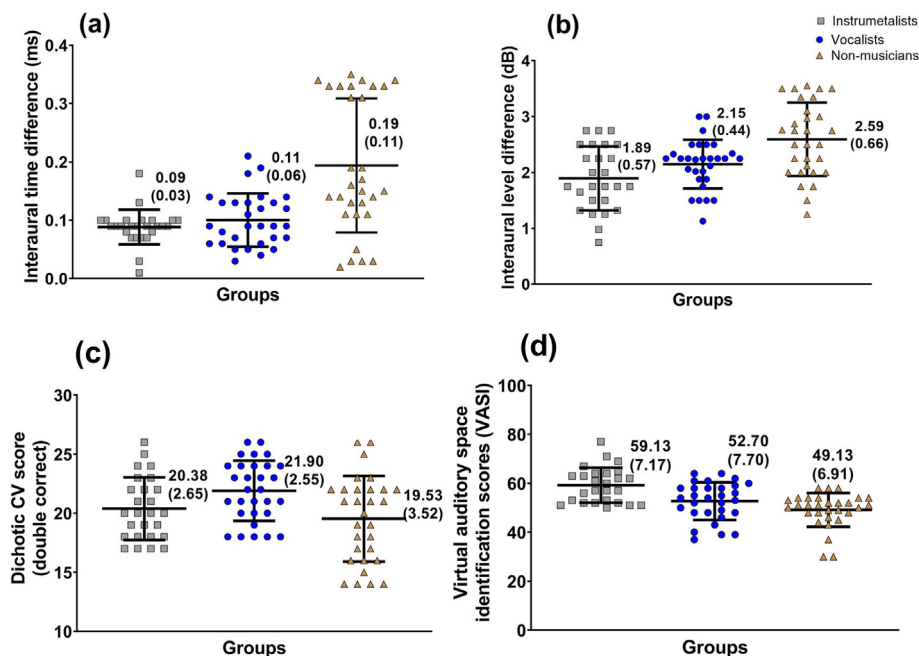 (a)
Interaural time difference (ms)
0.4
0.3
0.2
0.1
0.0
0.09
(0.03)
0.11
(0.06)
0.19
(0.11)
Groups
(b)
Instrumetalists
Vocalists
Non-musicians
Interaural level difference (dB)
4
3
2
1
0
1.89
(0.57)
2.15
(0.44)
2.59
(0.66)
Groups
(c)
Dichotic CV score
(double correct)
30
25
20
15
10
20.38
(2.65)
21.90
(2.55)
19.53
(3.52)
Groups
(d)
Virtual auditory space
identification scores (VASI)
100
80
60
40
20
0
59.13
(7.17)
52.70
(7.70)
49.13
(6.91)
Groups